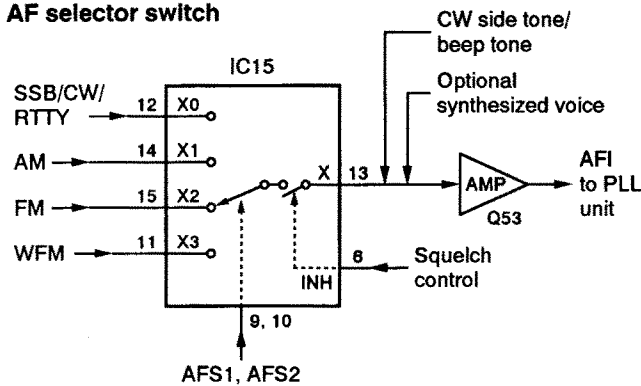 AF selector switch
CW side tone/
beep tone
IC15
Optional
synthesized voice
SSB/CW/
RTTY
12 X0
14 X1
AM
X 13
AMP
AFI
to PLL
unit
15 X2
FM
Q53
11 X3
WFM
6
Squelch
control
INH
9, 10
AFS1, AFS2